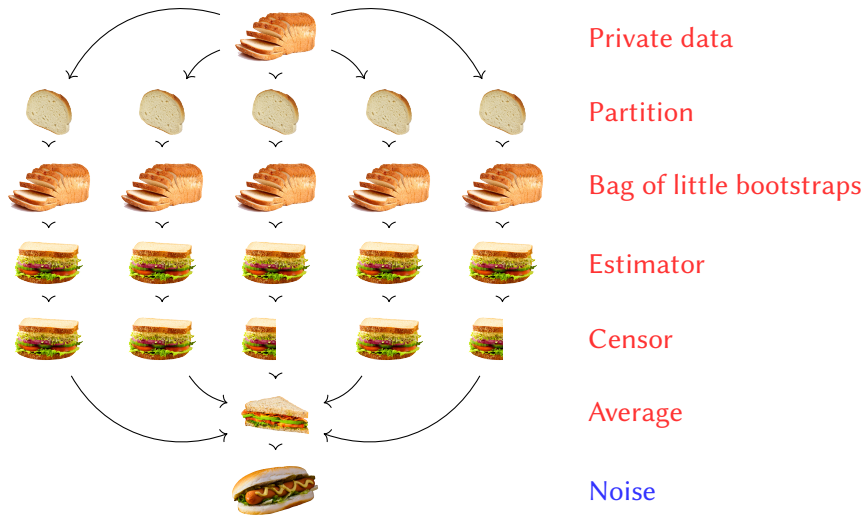 Private data
Partition
Bag of little bootstraps
Estimator
Censor
Average
Noise